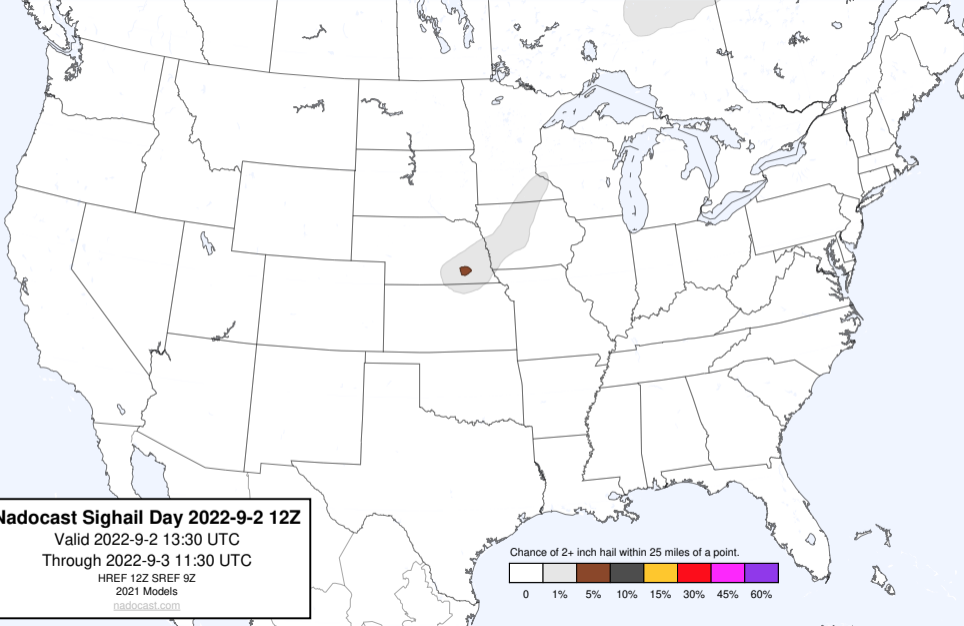 Nadocast Sighail Day 2022-9-2 12Z
Valid 2022-9-2 13:30 UTC
Through 2022-9-3 11:30 UTC
HREF 12Z SREF 9Z
2021 Models
nadocast.com
Chance of 2+ inch hail within 25 miles of a point.
0 1% 5% 10% 15% 30% 45% 60%